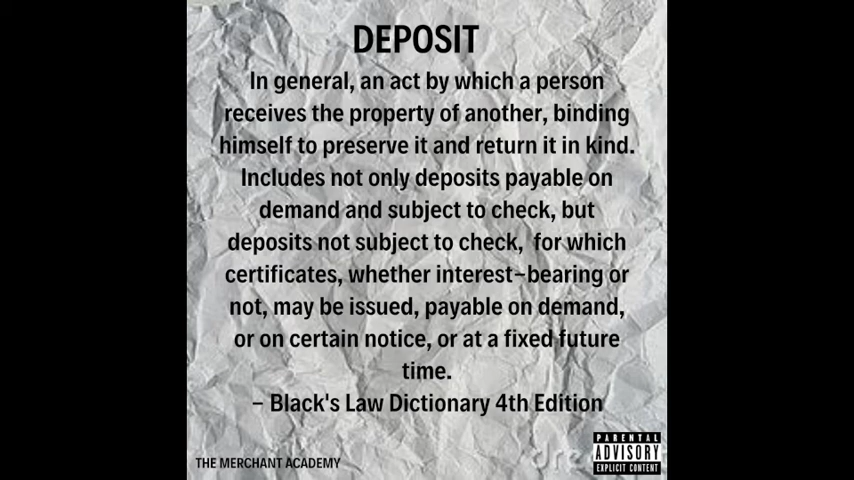 DEPOSIT
In general, an act by which a person
receives the property of another, binding
himself to preserve it and return it in kind.
Includes not only deposits payable on
demand and subject to check, but
deposits not subject to check,  for which
certificates, whether interest-bearing or
not, may be issued, payable on demand,
or on certain notice, or at a fixed future
time.
- Black's Law Dictionary 4th Edition
THE MERCHANT ACADEMY
PARENTAL
ADVISORY
EXPLICIT CONTENT